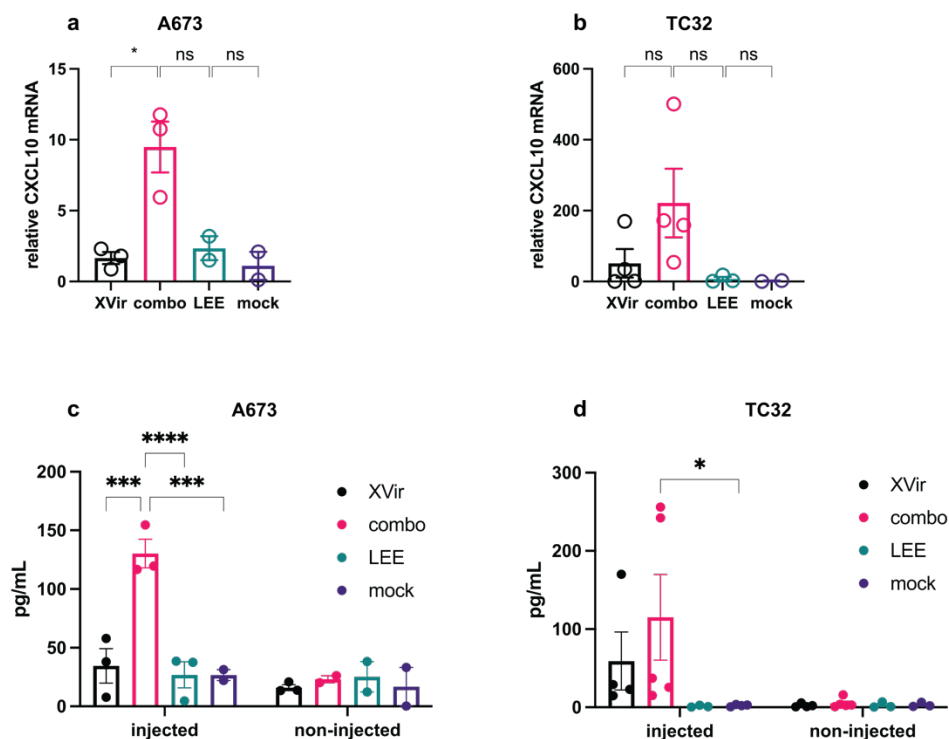 a A673
* ns ns
relative CXCL10 mRNA
15
10
5
0
XVir combo LEE mock
b TC32
ns ns ns
relative CXCL10 mRNA
600
400
200
0
XVir combo LEE mock
c A673
****
*** ***
pg/mL
200
150
100
50
0
injected non-injected
XVir
combo
LEE
mock
d TC32
*
pg/mL
300
200
100
0
injected non-injected
XVir
combo
LEE
mock